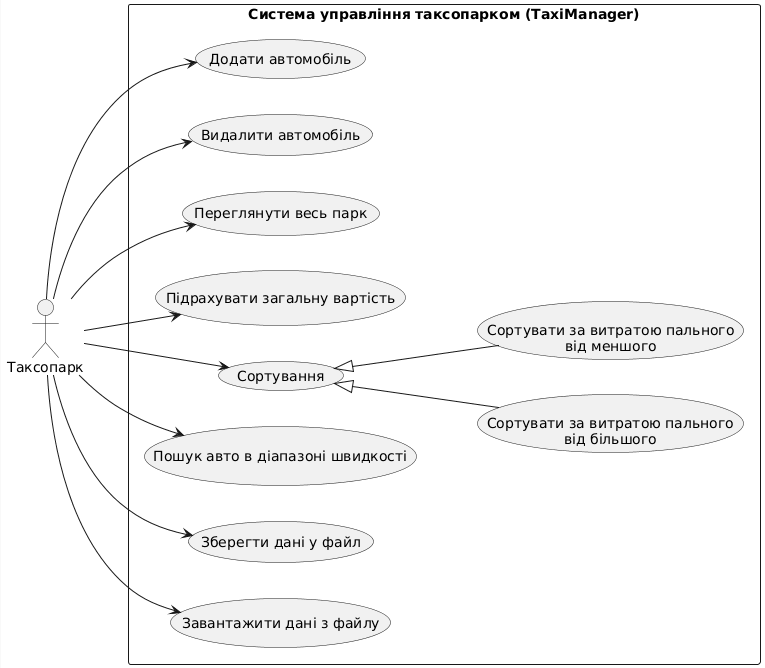 Система управління таксопарком (TaxiManager)
Додати автомобіль
Видалити автомобіль
Переглянути весь парк
Підрахувати загальну вартість
Сортувати за витратою пального
від меншого
Таксопарк
Сортування
Сортувати за витратою пального
від більшого
Пошук авто в діапазоні швидкості
Зберегти дані у файл
Завантажити дані з файлу